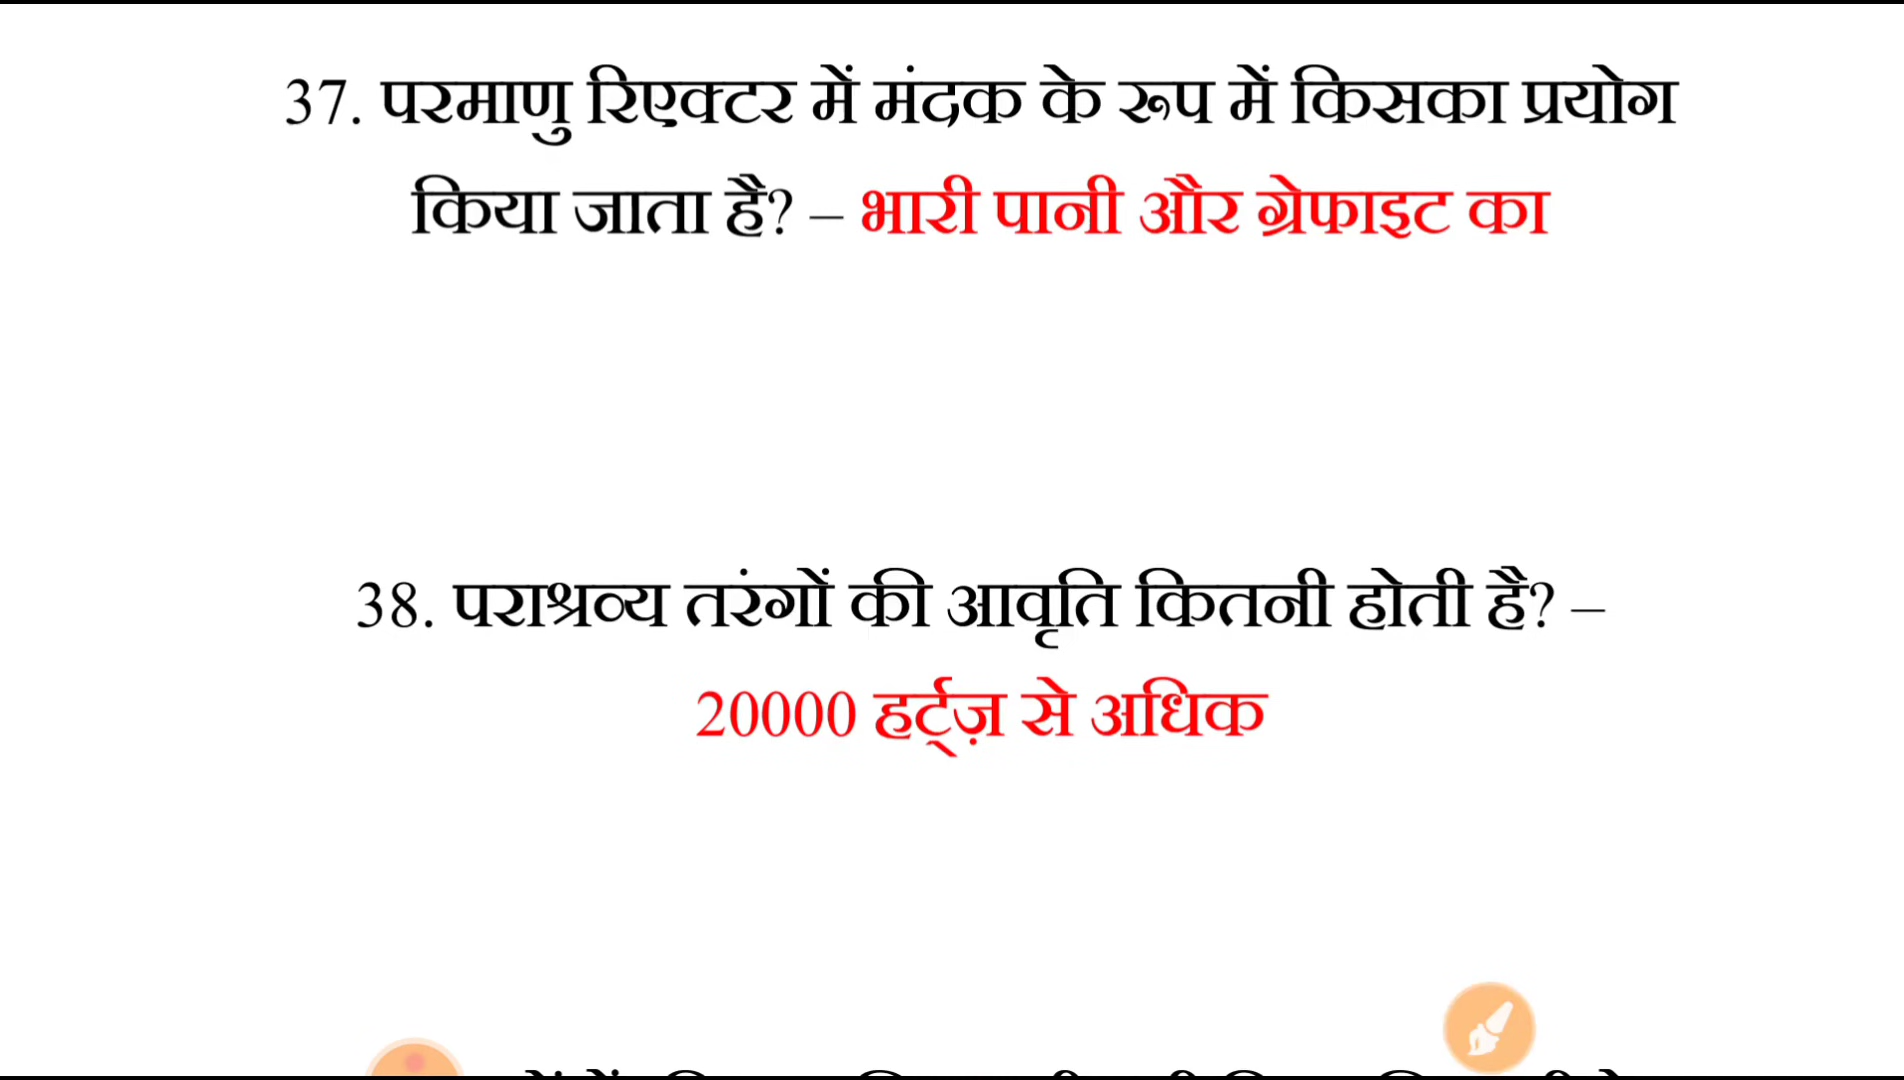 37. परमाणु रिएक्टर में मंदक के रूप में किसका प्रयोग
किया जाता है? – भारी पानी और ग्रेफाइट का
38. पराश्रव्य तरंगों की आवृति कितनी होती है? –
20000 हर्ट्ज़ से अधिक